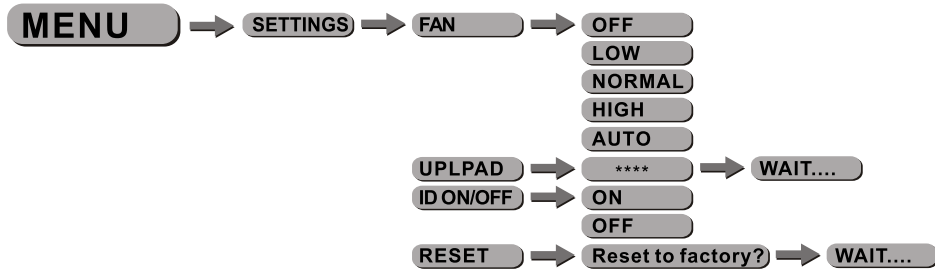 MENU SETTINGS FAN OFF
LOW
NORMAL
HIGH
AUTO
UPLPAD **** WAIT....
ID ON/OFF ON
OFF
RESET Reset to factory? WAIT....